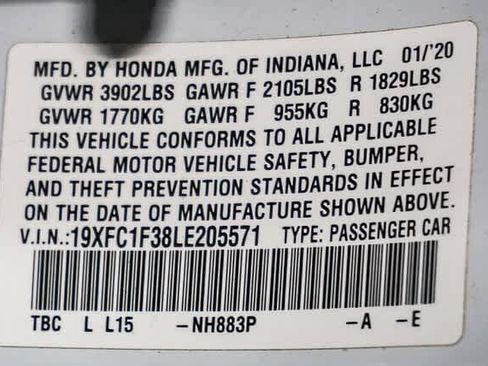 MFD. BY HONDA MFG. OF INDIANA, LLC 01/'20
GVWR 3902LBS GAWR F 2105LBS R 1829LBS
GVWR 1770KG GAWR F 955KG R 830KG
THIS VEHICLE CONFORMS TO ALL APPLICABLE
FEDERAL MOTOR VEHICLE SAFETY, BUMPER,
AND THEFT PREVENTION STANDARDS IN EFFECT
ON THE DATE OF MANUFACTURE SHOWN ABOVE.
V.I.N.:19XFC1F38LE205571 TYPE: PASSENGER CAR
TBC L L15 -NH883P -A -E